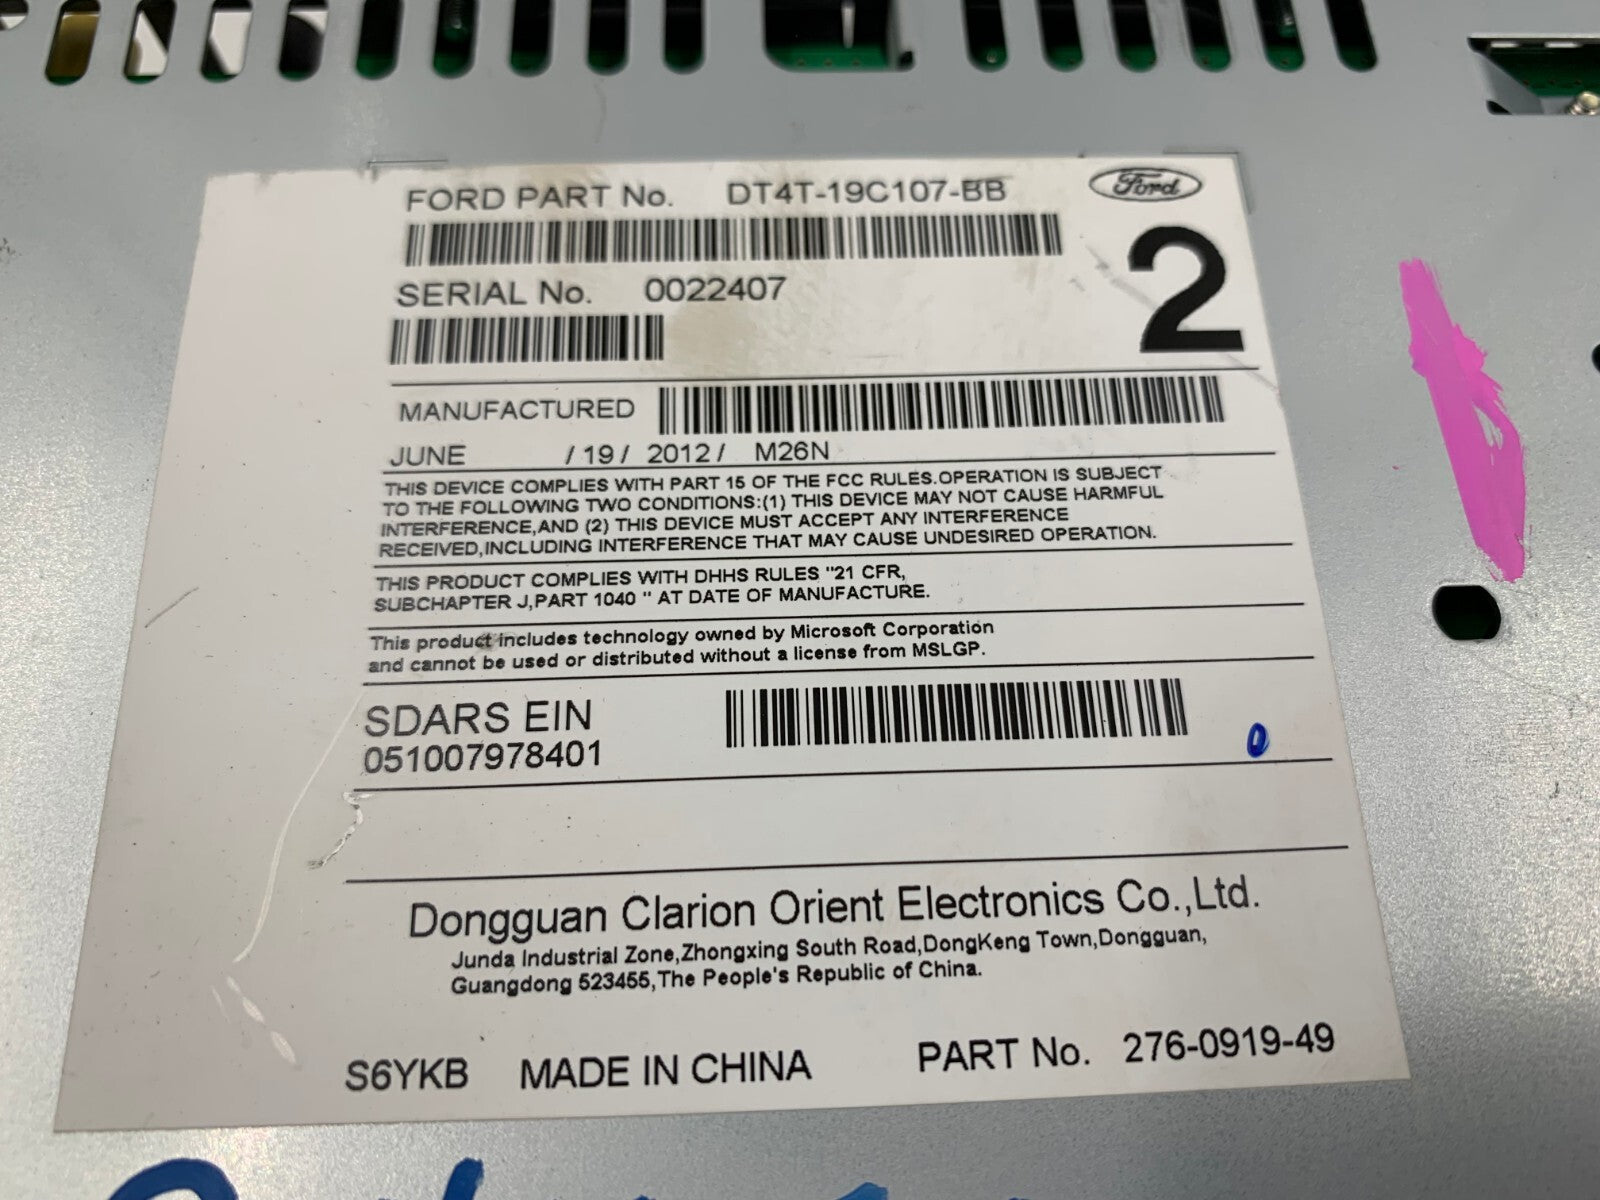 FORD PART No. DT4T-19C107-BB Ford
2
SERIAL No. 0022407
MANUFACTURED
JUNE / 19 / 2012 / M26N
THIS DEVICE COMPLIES WITH PART 15 OF THE FCC RULES.OPERATION IS SUBJECT
TO THE FOLLOWING TWO CONDITIONS:(1) THIS DEVICE MAY NOT CAUSE HARMFUL
INTERFERENCE,AND (2) THIS DEVICE MUST ACCEPT ANY INTERFERENCE
RECEIVED,INCLUDING INTERFERENCE THAT MAY CAUSE UNDESIRED OPERATION.
THIS PRODUCT COMPLIES WITH DHHS RULES "21 CFR,
SUBCHAPTER J,PART 1040 " AT DATE OF MANUFACTURE.
This product includes technology owned by Microsoft Corporation
and cannot be used or distributed without a license from MSLGP.
SDARS EIN
051007978401
0
Dongguan Clarion Orient Electronics Co.,Ltd.
Junda Industrial Zone,Zhongxing South Road,DongKeng Town,Dongguan,
Guangdong 523455,The People's Republic of China.
S6YKB MADE IN CHINA PART No. 276-0919-49